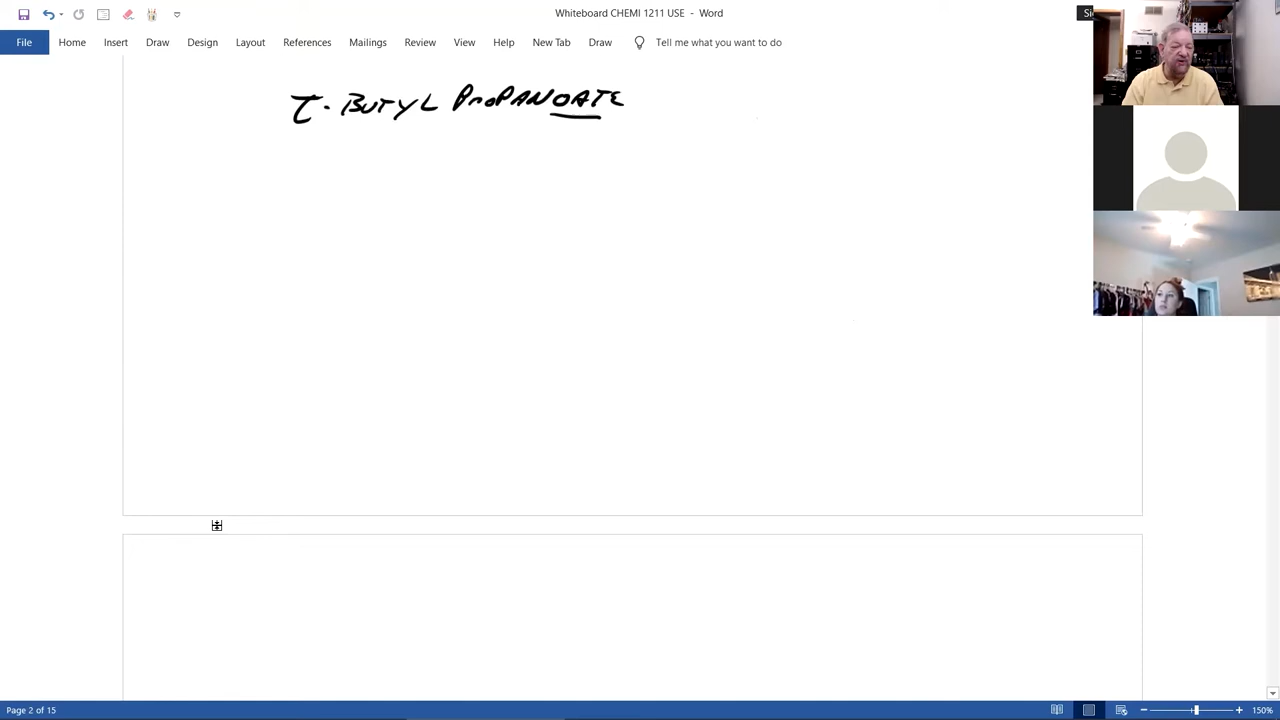 Whiteboard CHEMI 1211 USE - Word
File Home Insert Draw Design Layout References Mailings Review View Help New Tab Draw Tell me what you want to do
T- BUTYL PROPANOATE
Page 2 of 15
150%